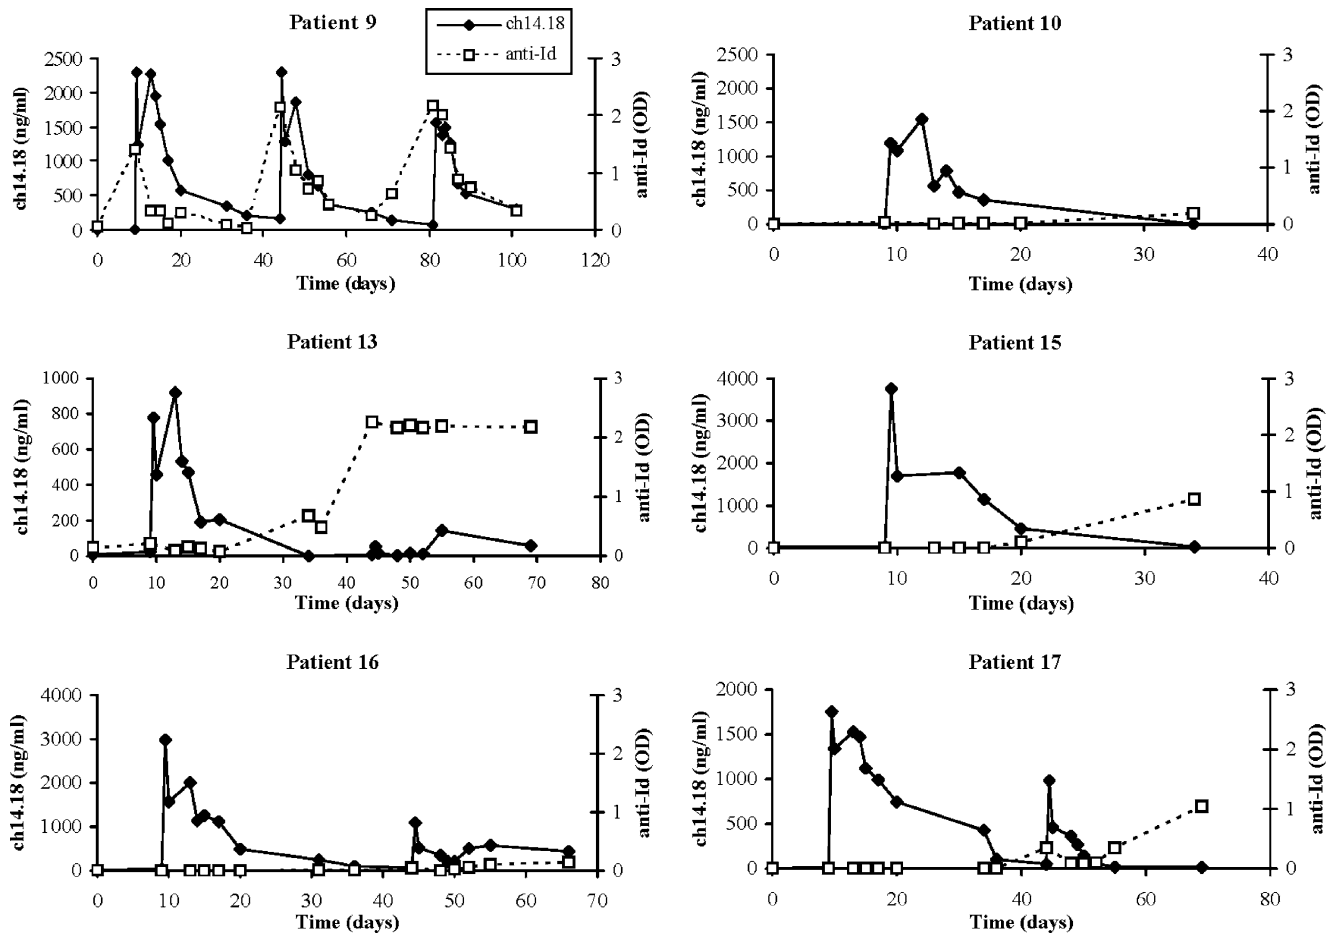 Patient 9
ch14.18
anti-Id
2500
2000
1500
1000
500
0
3
2
1
0
0 20 40 60 80 100 120
ch14.18 (ng/ml)
anti-Id (OD)
Time (days)
Patient 10
2500
2000
1500
1000
500
0
3
2
1
0
0 10 20 30 40
ch14.18 (ng/ml)
anti-Id (OD)
Time (days)
Patient 13
1000
800
600
400
200
0
3
2
1
0
0 10 20 30 40 50 60 70 80
ch14.18 (ng/ml)
anti-Id (OD)
Time (days)
Patient 15
4000
3000
2000
1000
0
3
2
1
0
0 10 20 30 40
ch14.18 (ng/ml)
anti-Id (OD)
Time (days)
Patient 16
4000
3000
2000
1000
0
3
2
1
0
0 10 20 30 40 50 60 70
ch14.18 (ng/ml)
anti-Id (OD)
Time (days)
Patient 17
2000
1500
1000
500
0
3
2
1
0
0 20 40 60 80
ch14.18 (ng/ml)
anti-Id (OD)
Time (days)